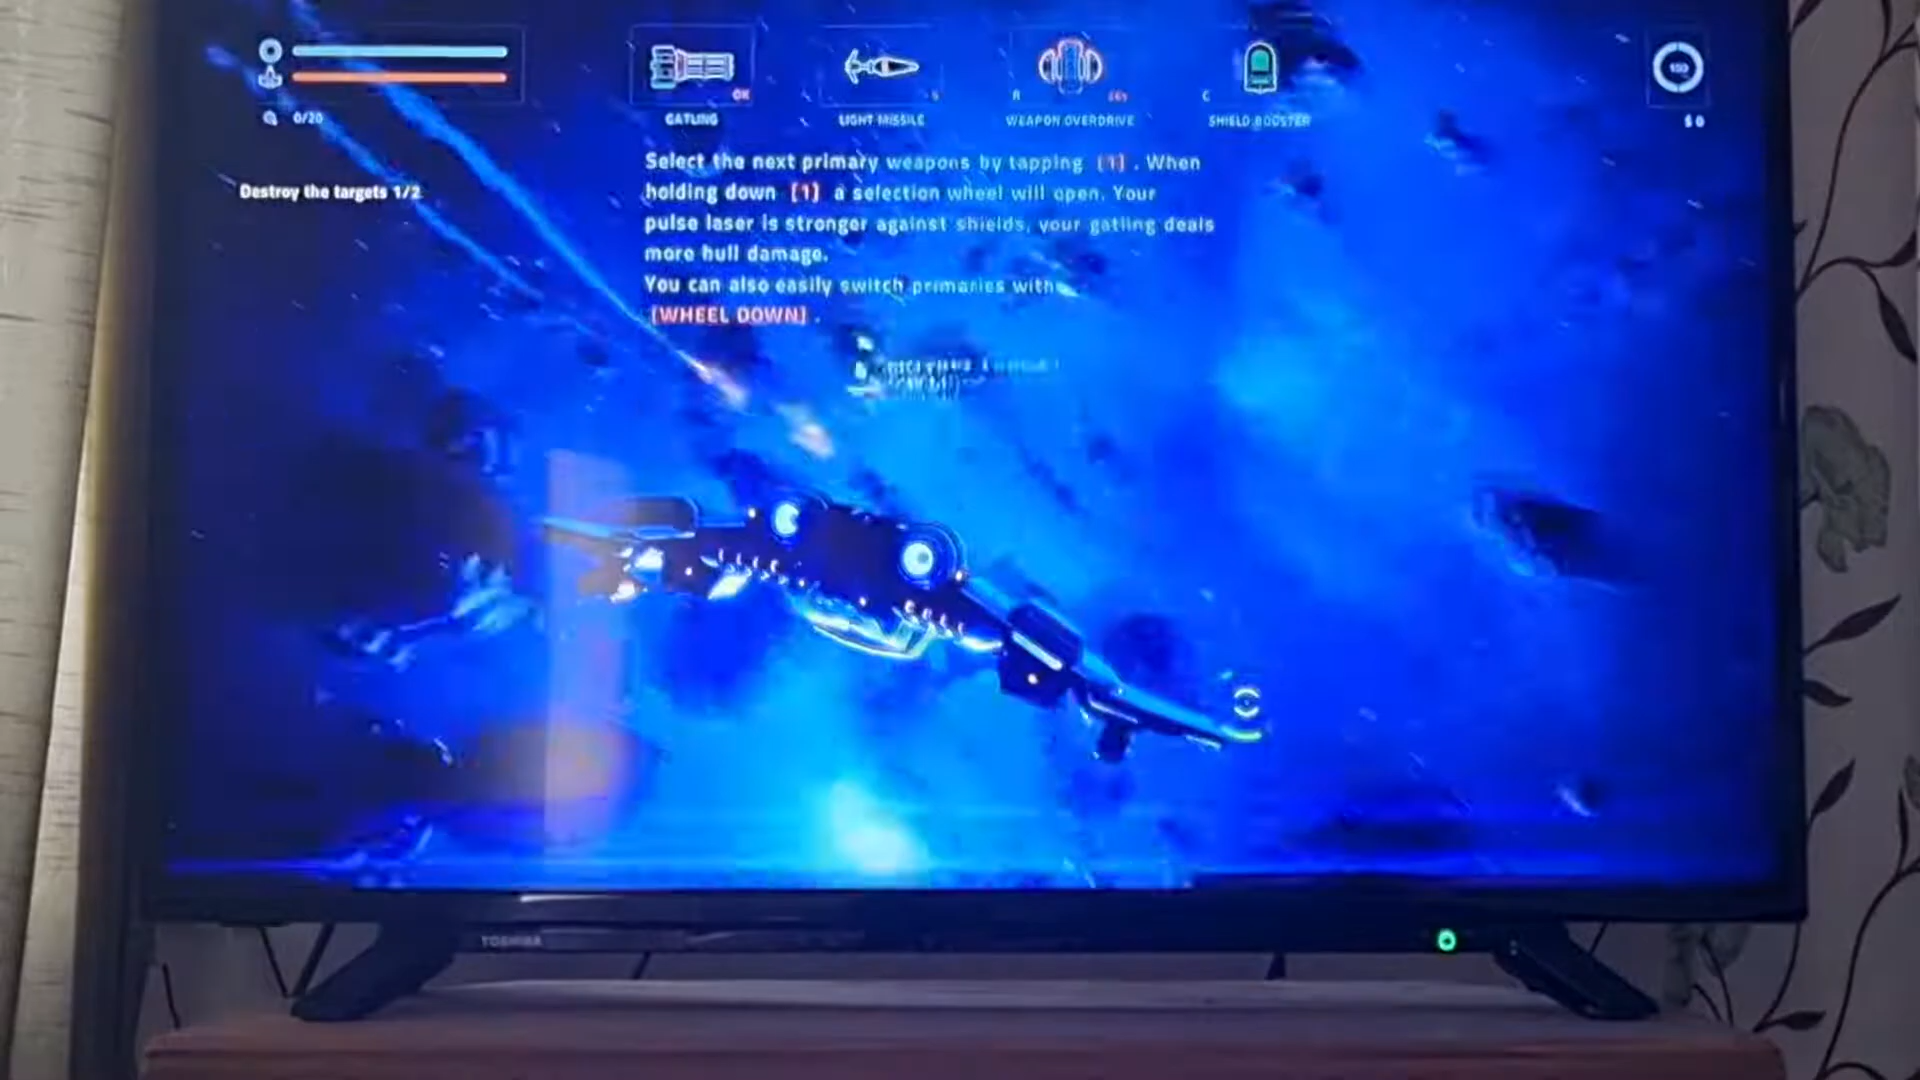 GATLING
LIGHT MISSILE
R
WEAPON OVERDRIVE
C
SHIELD BOOSTER
0/20
$ 0
Destroy the targets 1/2
Select the next primary weapons by tapping [1] . When
holding down [1] a selection wheel will open. Your
pulse laser is stronger against shields, your gatling deals
more hull damage.
You can also easily switch primaries with
[WHEEL DOWN] .
TOSHIBA